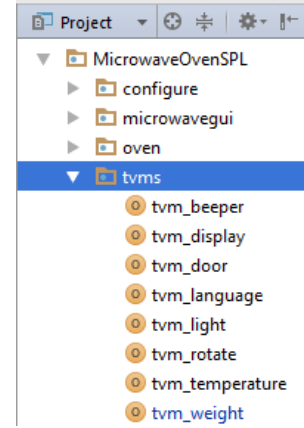 Project
MicrowaveOvenSPL
configure
microwavegui
oven
tvms
tvm_beeper
tvm_display
tvm_door
tvm_language
tvm_light
tvm_rotate
tvm_temperature
tvm_weight